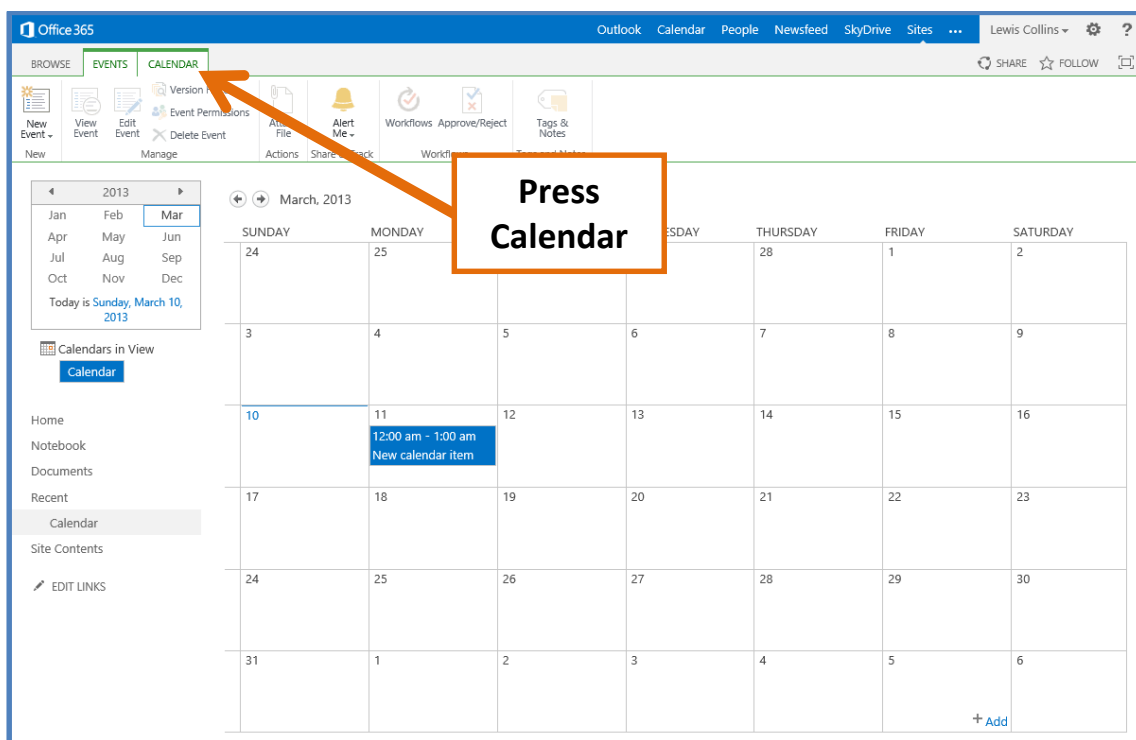 Office 365
Outlook Calendar People Newsfeed SkyDrive Sites ... Lewis Collins ?
BROWSE EVENTS CALENDAR SHARE FOLLOW
New Event
View Event
Edit Event
Version
Event Permissions
Delete Event
File
Alert Me
Workflows Approve/Reject
Tags & Notes
New Manage Actions Share Track
Press
Calendar
2013
Jan Feb Mar
Apr May Jun
Jul Aug Sep
Oct Nov Dec
Today is Sunday, March 10,
2013
Calendars in View
Calendar
Home
Notebook
Documents
Recent
Calendar
Site Contents
EDIT LINKS
March, 2013
SUNDAY MONDAY THURSDAY FRIDAY SATURDAY
24 25 28 1 2
3 4 5 6 7 8 9
10 11 12 13 14 15 16
12:00 am - 1:00 am
New calendar item
17 18 19 20 21 22 23
24 25 26 27 28 29 30
31 1 2 3 4 5 6
+ Add